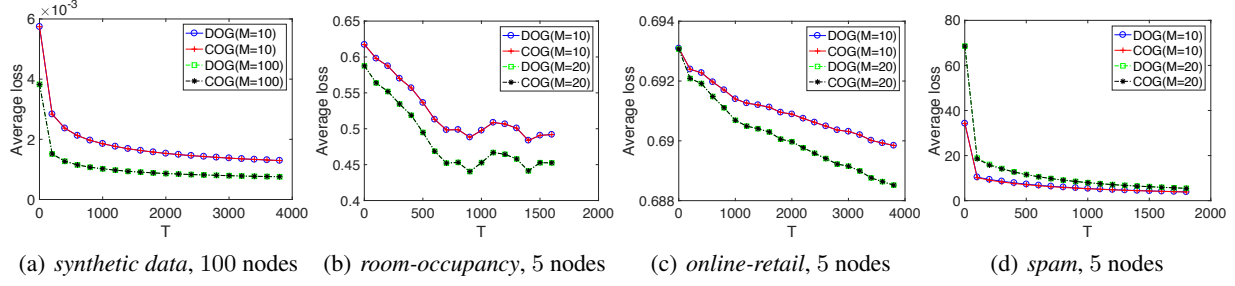 6 ×10⁻³
4
2
0
0 1000 2000 3000 4000
T
Average loss
DOG(M=10)
COG(M=10)
DOG(M=100)
COG(M=100)
0.65
0.6
0.55
0.5
0.45
0.4
0 500 1000 1500 2000
T
Average loss
DOG(M=10)
COG(M=10)
DOG(M=20)
COG(M=20)
0.694
0.692
0.69
0.688
0 1000 2000 3000 4000
T
Average loss
DOG(M=10)
COG(M=10)
DOG(M=20)
COG(M=20)
80
60
40
20
0
0 500 1000 1500 2000
T
Average loss
DOG(M=10)
COG(M=10)
DOG(M=20)
COG(M=20)
(a) synthetic data, 100 nodes
(b) room-occupancy, 5 nodes
(c) online-retail, 5 nodes
(d) spam, 5 nodes